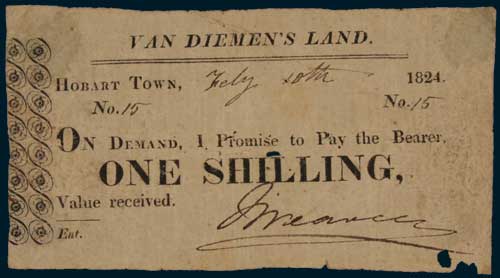 VAN DIEMEN'S LAND.
HOBART TOWN, Feby 10th 1824.
No. 15 No. 15
ON DEMAND, I Promise to Pay the Bearer,
ONE SHILLING,
Value received.
Ent.